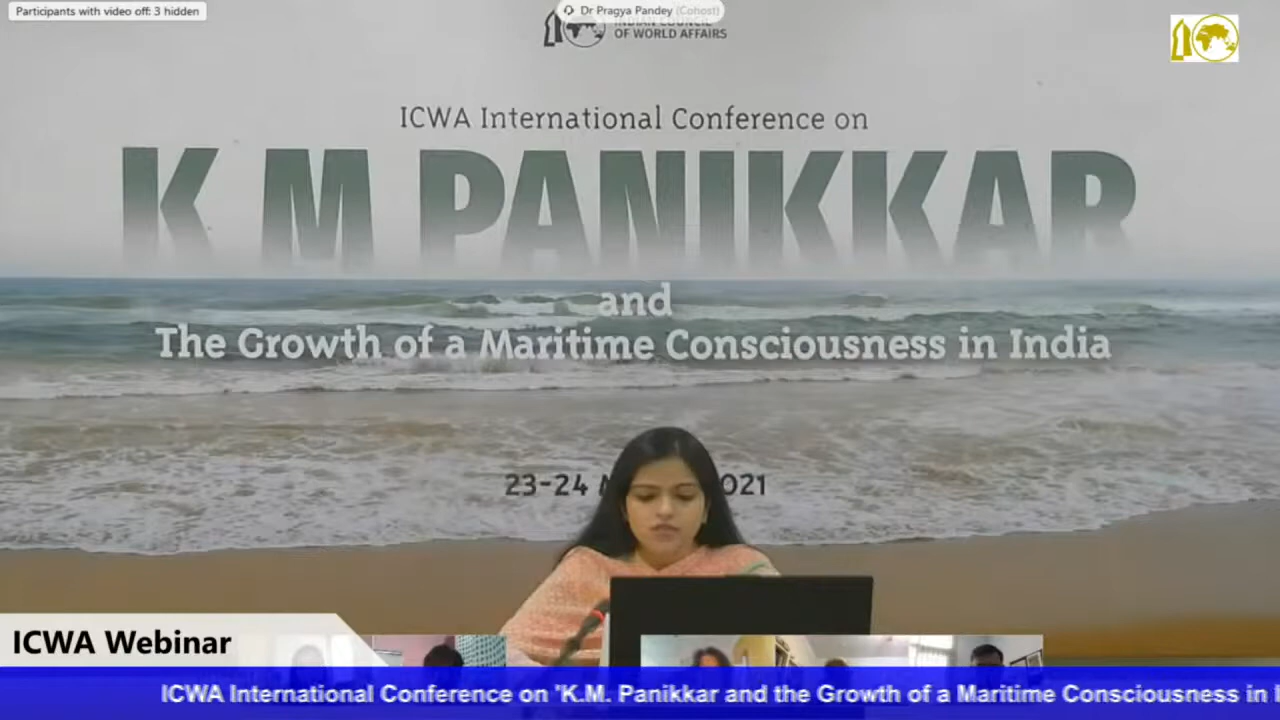 Participants with video off: 3 hidden
Dr Pragya Pandey (Cohost)
INDIAN COUNCIL
OF WORLD AFFAIRS
ICWA International Conference on
K M PANIKKAR
and
The Growth of a Maritime Consciousness in India
23-24
2021
ICWA Webinar
ICWA International Conference on 'K.M. Panikkar and the Growth of a Maritime Consciousness in